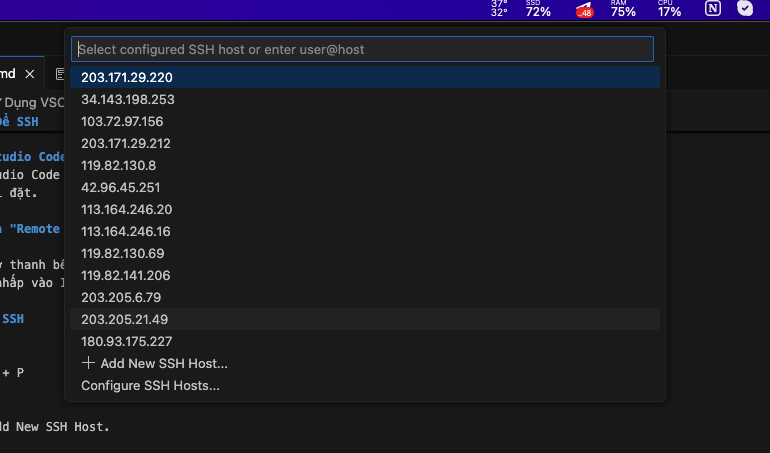 37° SSD RAM CPU
32° 72% .48 75% 17%
Select configured SSH host or enter user@host
203.171.29.220
md
34.143.198.253
Dụng VSC
103.72.97.156
Để SSH
203.171.29.212
tudio Code
119.82.130.8
udio Code
42.96.45.251
đặt.
113.164.246.20
"Remote
113.164.246.16
119.82.130.69
thanh bê
119.82.141.206
nhấp vào
203.205.6.79
SSH
203.205.21.49
180.93.175.227
Add New SSH Host...
+ P
Configure SSH Hosts...
dd New SSH Host.